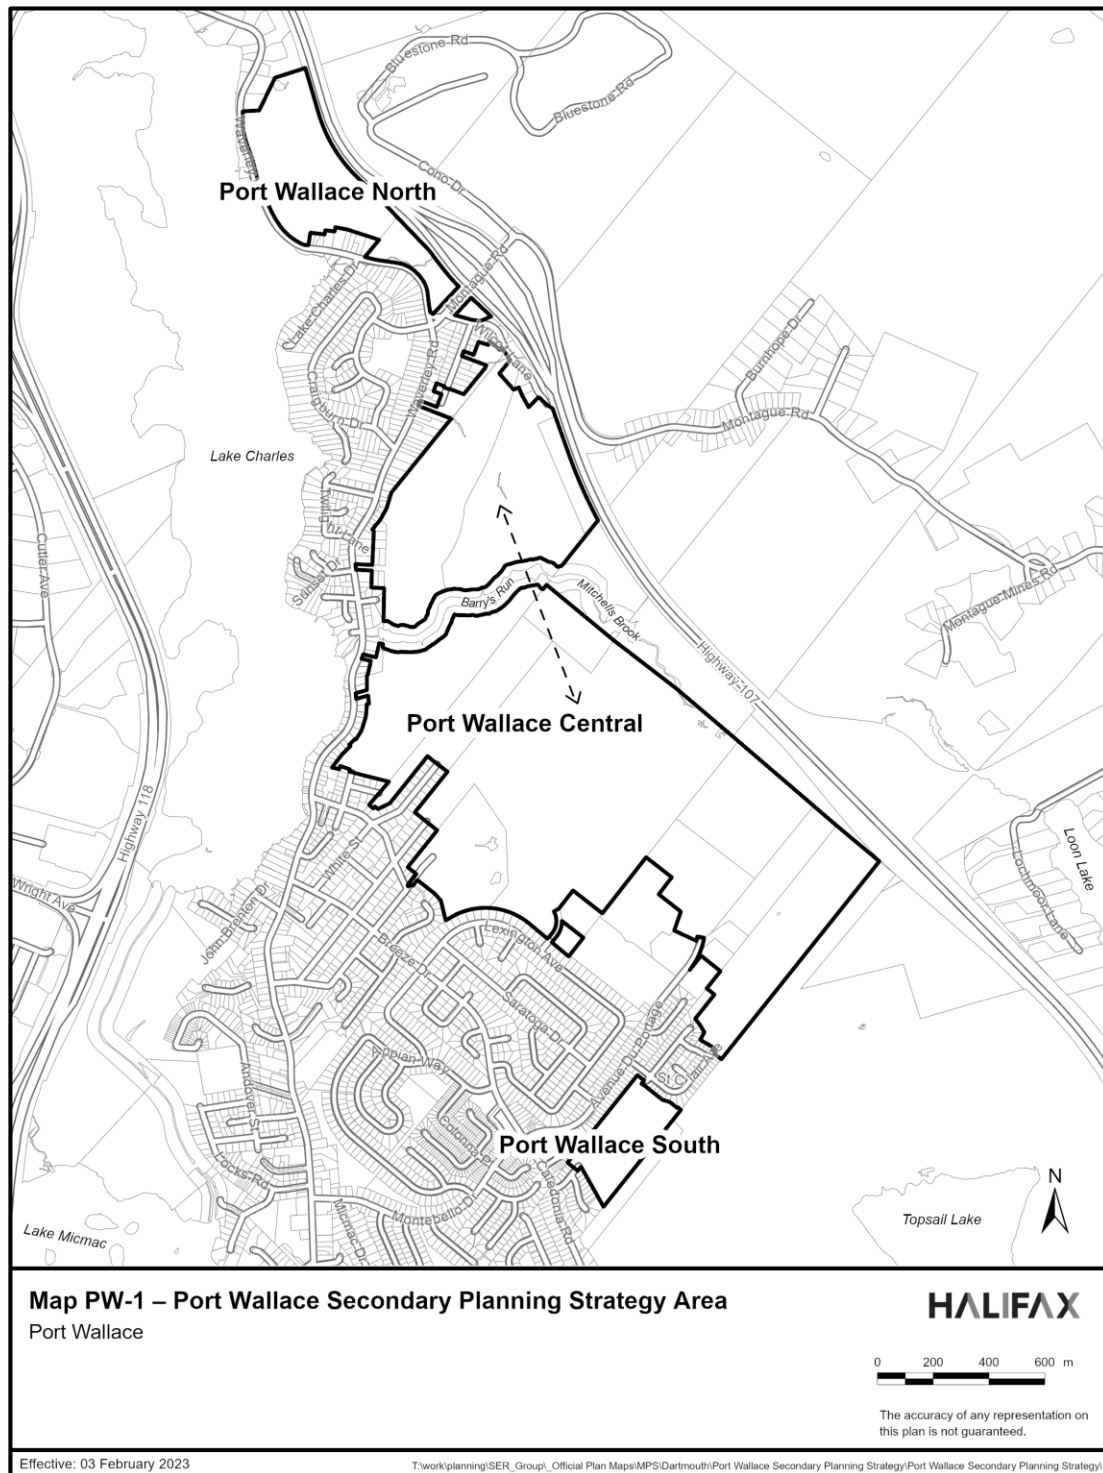 Bluestone Rd
Bluestone Rd
Waverley
Cono Dr
Port Wallace North
Montague Rd
Lake Charles Dr
Wilcot Lane
Burnhope Dr
Waverley Rd
Craigburn Dr
Montague Rd
Lake Charles
Twilight Lane
Cutler Ave
Sunset Dr
Barry's Run
Mitchells Brook
Montague Mines Rd
Highway 107
Port Wallace Central
Highway 118
White St
Loon Lake
Lochmoor Lane
Wright Ave
John Brenton Dr
Breeze Dr
Lexington Ave
Saratoga Dr
Appian Way
Avenue Du Portage
St Clair Ave
Andover St
Colonna Pl
Port Wallace South
Locks Rd
Caledonia Rd
Montebello Dr
Micmac Dr
N
Topsail Lake
Lake Micmac
Map PW-1 – Port Wallace Secondary Planning Strategy Area
Port Wallace
HALIFAX
0 200 400 600 m
The accuracy of any representation on
this plan is not guaranteed.
Effective: 03 February 2023
T:\work\planning\SER_Group\_Official Plan Maps\MPS\Dartmouth\Port Wallace Secondary Planning Strategy\Port Wallace Secondary Planning Strategy\